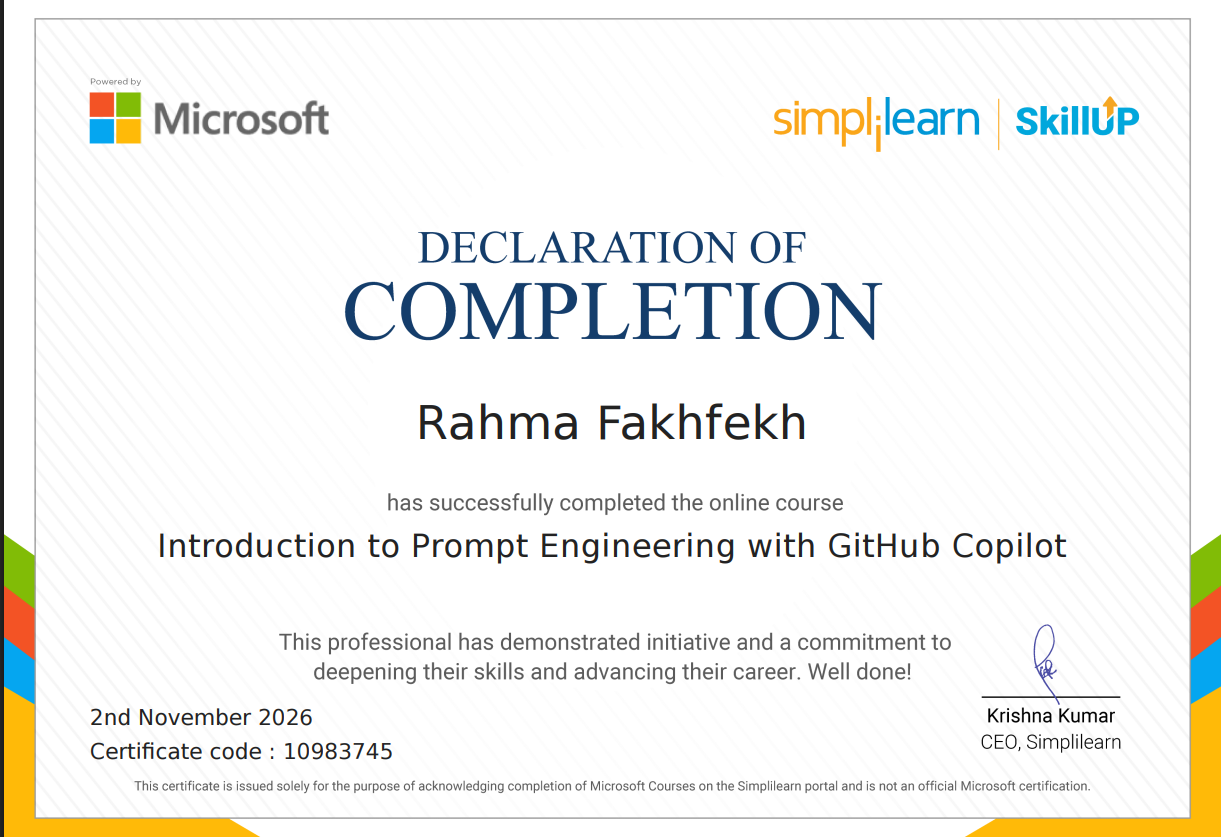 Powered by
Microsoft
simplilearn | SkillUP
DECLARATION OF
COMPLETION
Rahma Fakhfekh
has successfully completed the online course
Introduction to Prompt Engineering with GitHub Copilot
This professional has demonstrated initiative and a commitment to
deepening their skills and advancing their career. Well done!
2nd November 2026
Certificate code : 10983745
Krishna Kumar
CEO, Simplilearn
This certificate is issued solely for the purpose of acknowledging completion of Microsoft Courses on the Simplilearn portal and is not an official Microsoft certification.